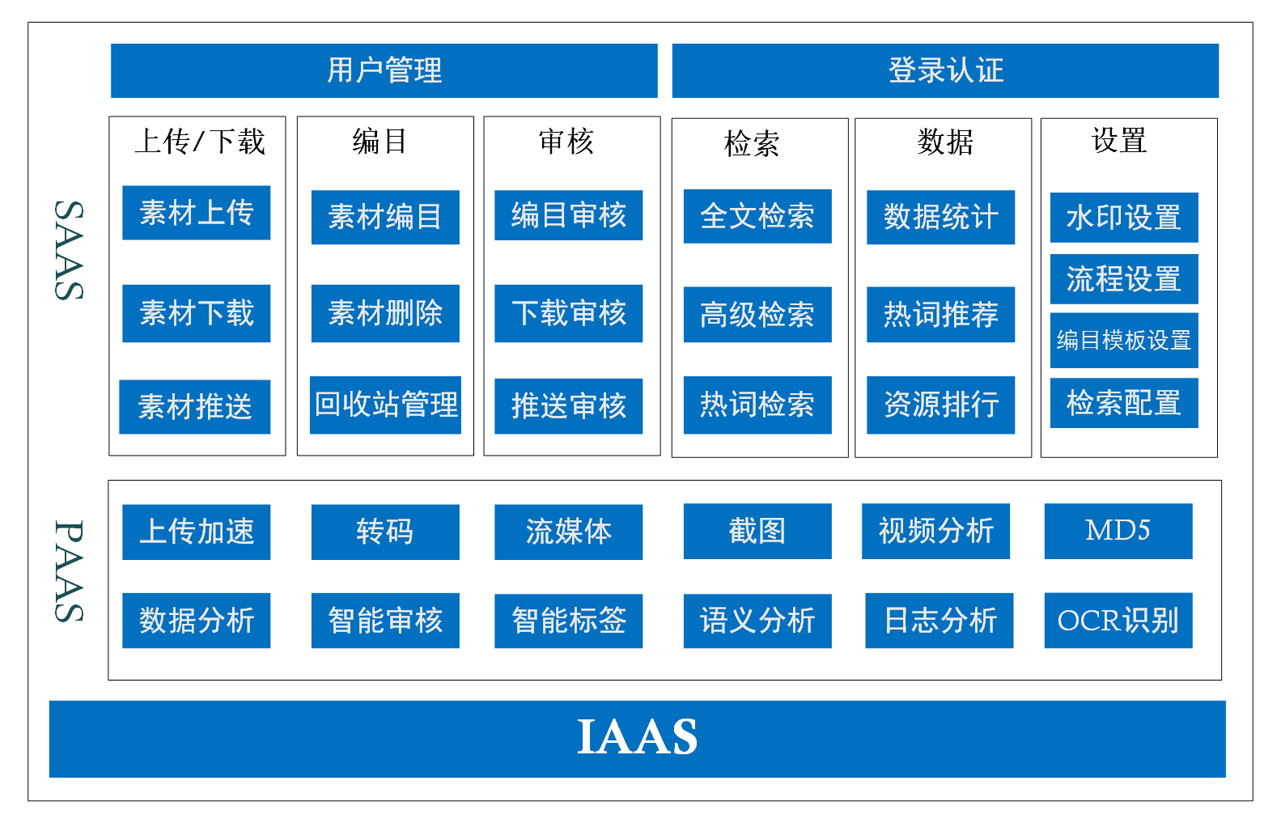 用户管理
登录认证
SAAS
上传/下载
素材上传
素材下载
素材推送
编目
素材编目
素材删除
回收站管理
审核
编目审核
下载审核
推送审核
检索
全文检索
高级检索
热词检索
数据
数据统计
热词推荐
资源排行
设置
水印设置
流程设置
编目模板设置
检索配置
PAAS
上传加速
转码
流媒体
截图
视频分析
MD5
数据分析
智能审核
智能标签
语义分析
日志分析
OCR识别
IAAS